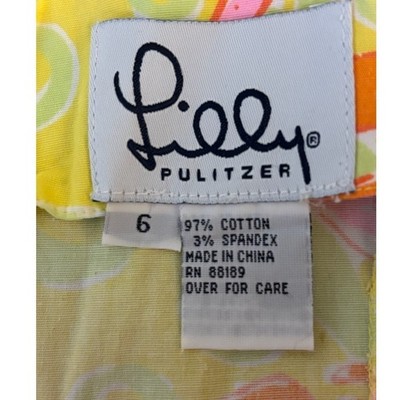 Lilly®
PULITZER
6
97% COTTON
3% SPANDEX
MADE IN CHINA
RN 88189
OVER FOR CARE